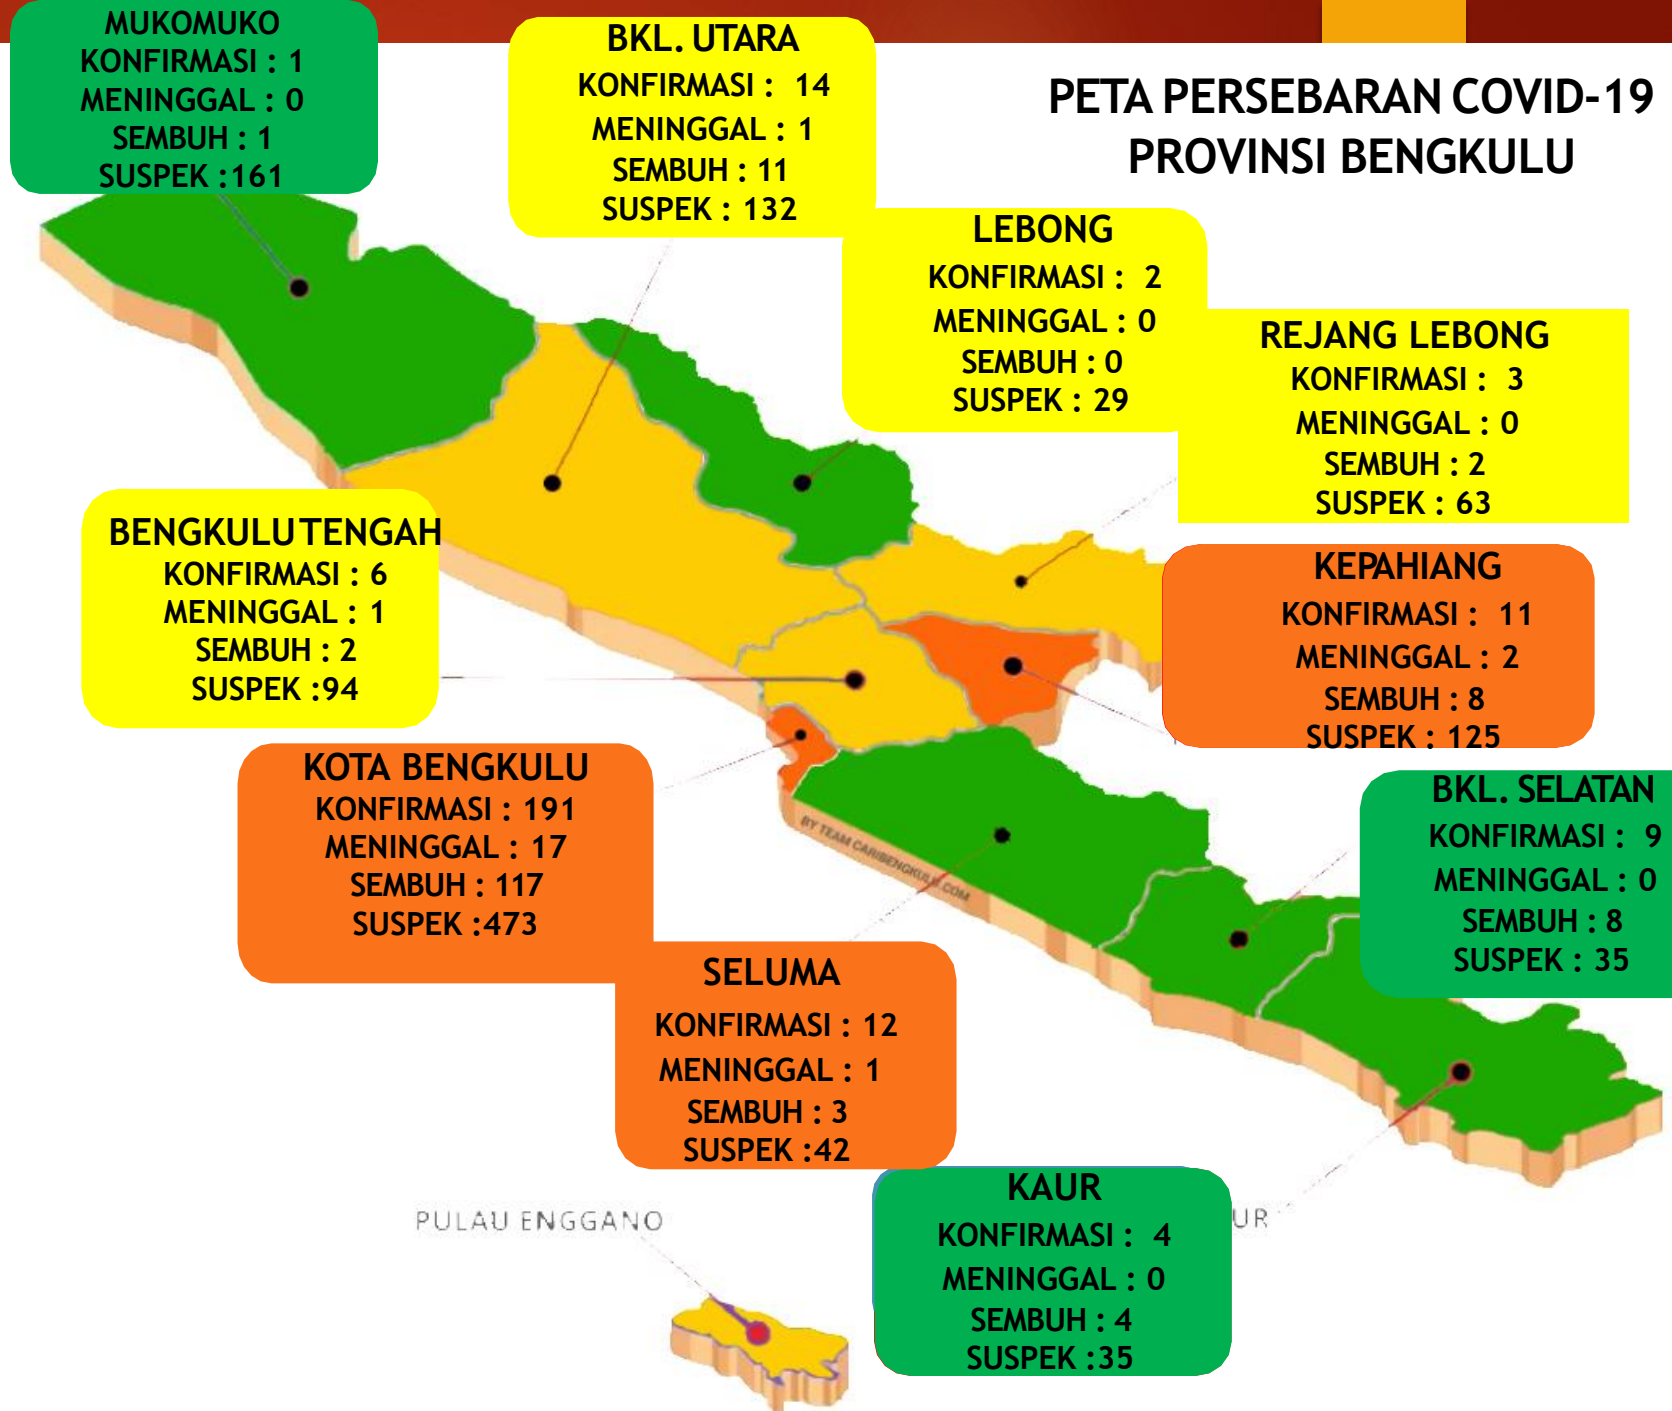 MUKOMUKO
KONFIRMASI : 1
MENINGGAL : 0
SEMBUH : 1
SUSPEK :161
BKL. UTARA
KONFIRMASI : 14
MENINGGAL : 1
SEMBUH : 11
SUSPEK : 132
PETA PERSEBARAN COVID-19
PROVINSI BENGKULU
LEBONG
KONFIRMASI : 2
MENINGGAL : 0
SEMBUH : 0
SUSPEK : 29
REJANG LEBONG
KONFIRMASI : 3
MENINGGAL : 0
SEMBUH : 2
SUSPEK : 63
BENGKULU TENGAH
KONFIRMASI : 6
MENINGGAL : 1
SEMBUH : 2
SUSPEK :94
KEPAHIANG
KONFIRMASI : 11
MENINGGAL : 2
SEMBUH : 8
SUSPEK : 125
KOTA BENGKULU
KONFIRMASI : 191
MENINGGAL : 17
SEMBUH : 117
SUSPEK :473
BKL. SELATAN
KONFIRMASI : 9
MENINGGAL : 0
SEMBUH : 8
SUSPEK : 35
BY TEAM CARIBENGKULU.COM
SELUMA
KONFIRMASI : 12
MENINGGAL : 1
SEMBUH : 3
SUSPEK :42
KAUR
KONFIRMASI : 4
MENINGGAL : 0
SEMBUH : 4
SUSPEK :35
PULAU ENGGANO
UR